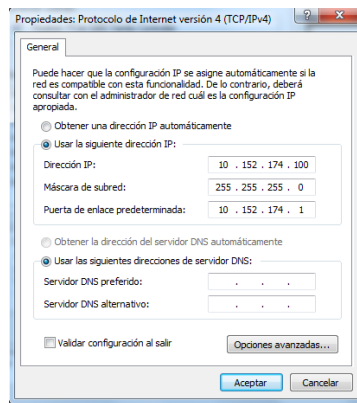 Propiedades: Protocolo de Internet versión 4 (TCP/IPv4)
General
Puede hacer que la configuración IP se asigne automáticamente si la
red es compatible con esta funcionalidad. De lo contrario, deberá
consultar con el administrador de red cuál es la configuración IP
apropiada.
Obtener una dirección IP automáticamente
Usar la siguiente dirección IP:
Dirección IP: 10 . 152 . 174 . 100
Máscara de subred: 255 . 255 . 255 . 0
Puerta de enlace predeterminada: 10 . 152 . 174 . 1
Obtener la dirección del servidor DNS automáticamente
Usar las siguientes direcciones de servidor DNS:
Servidor DNS preferido: . . .
Servidor DNS alternativo: . . .
Validar configuración al salir Opciones avanzadas...
Aceptar Cancelar